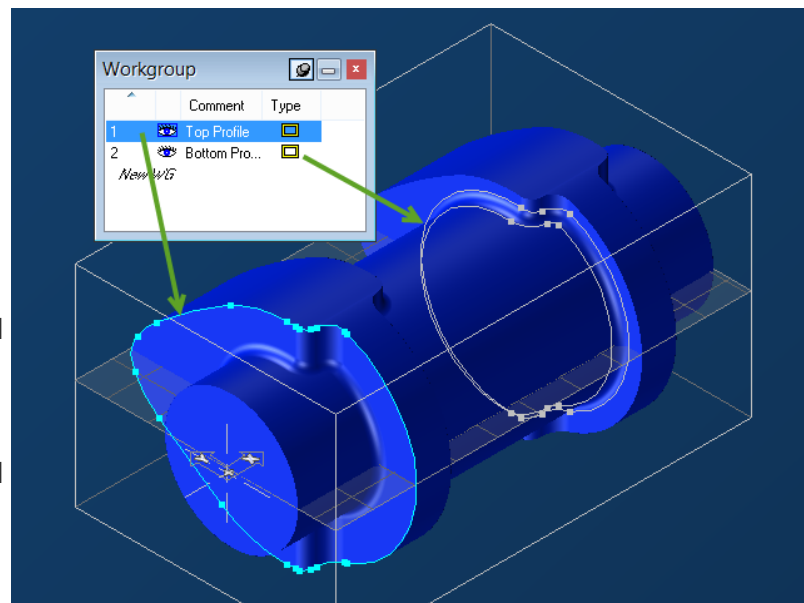 Workgroup
Comment Type
1 Top Profile
2 Bottom Pro...
New WG